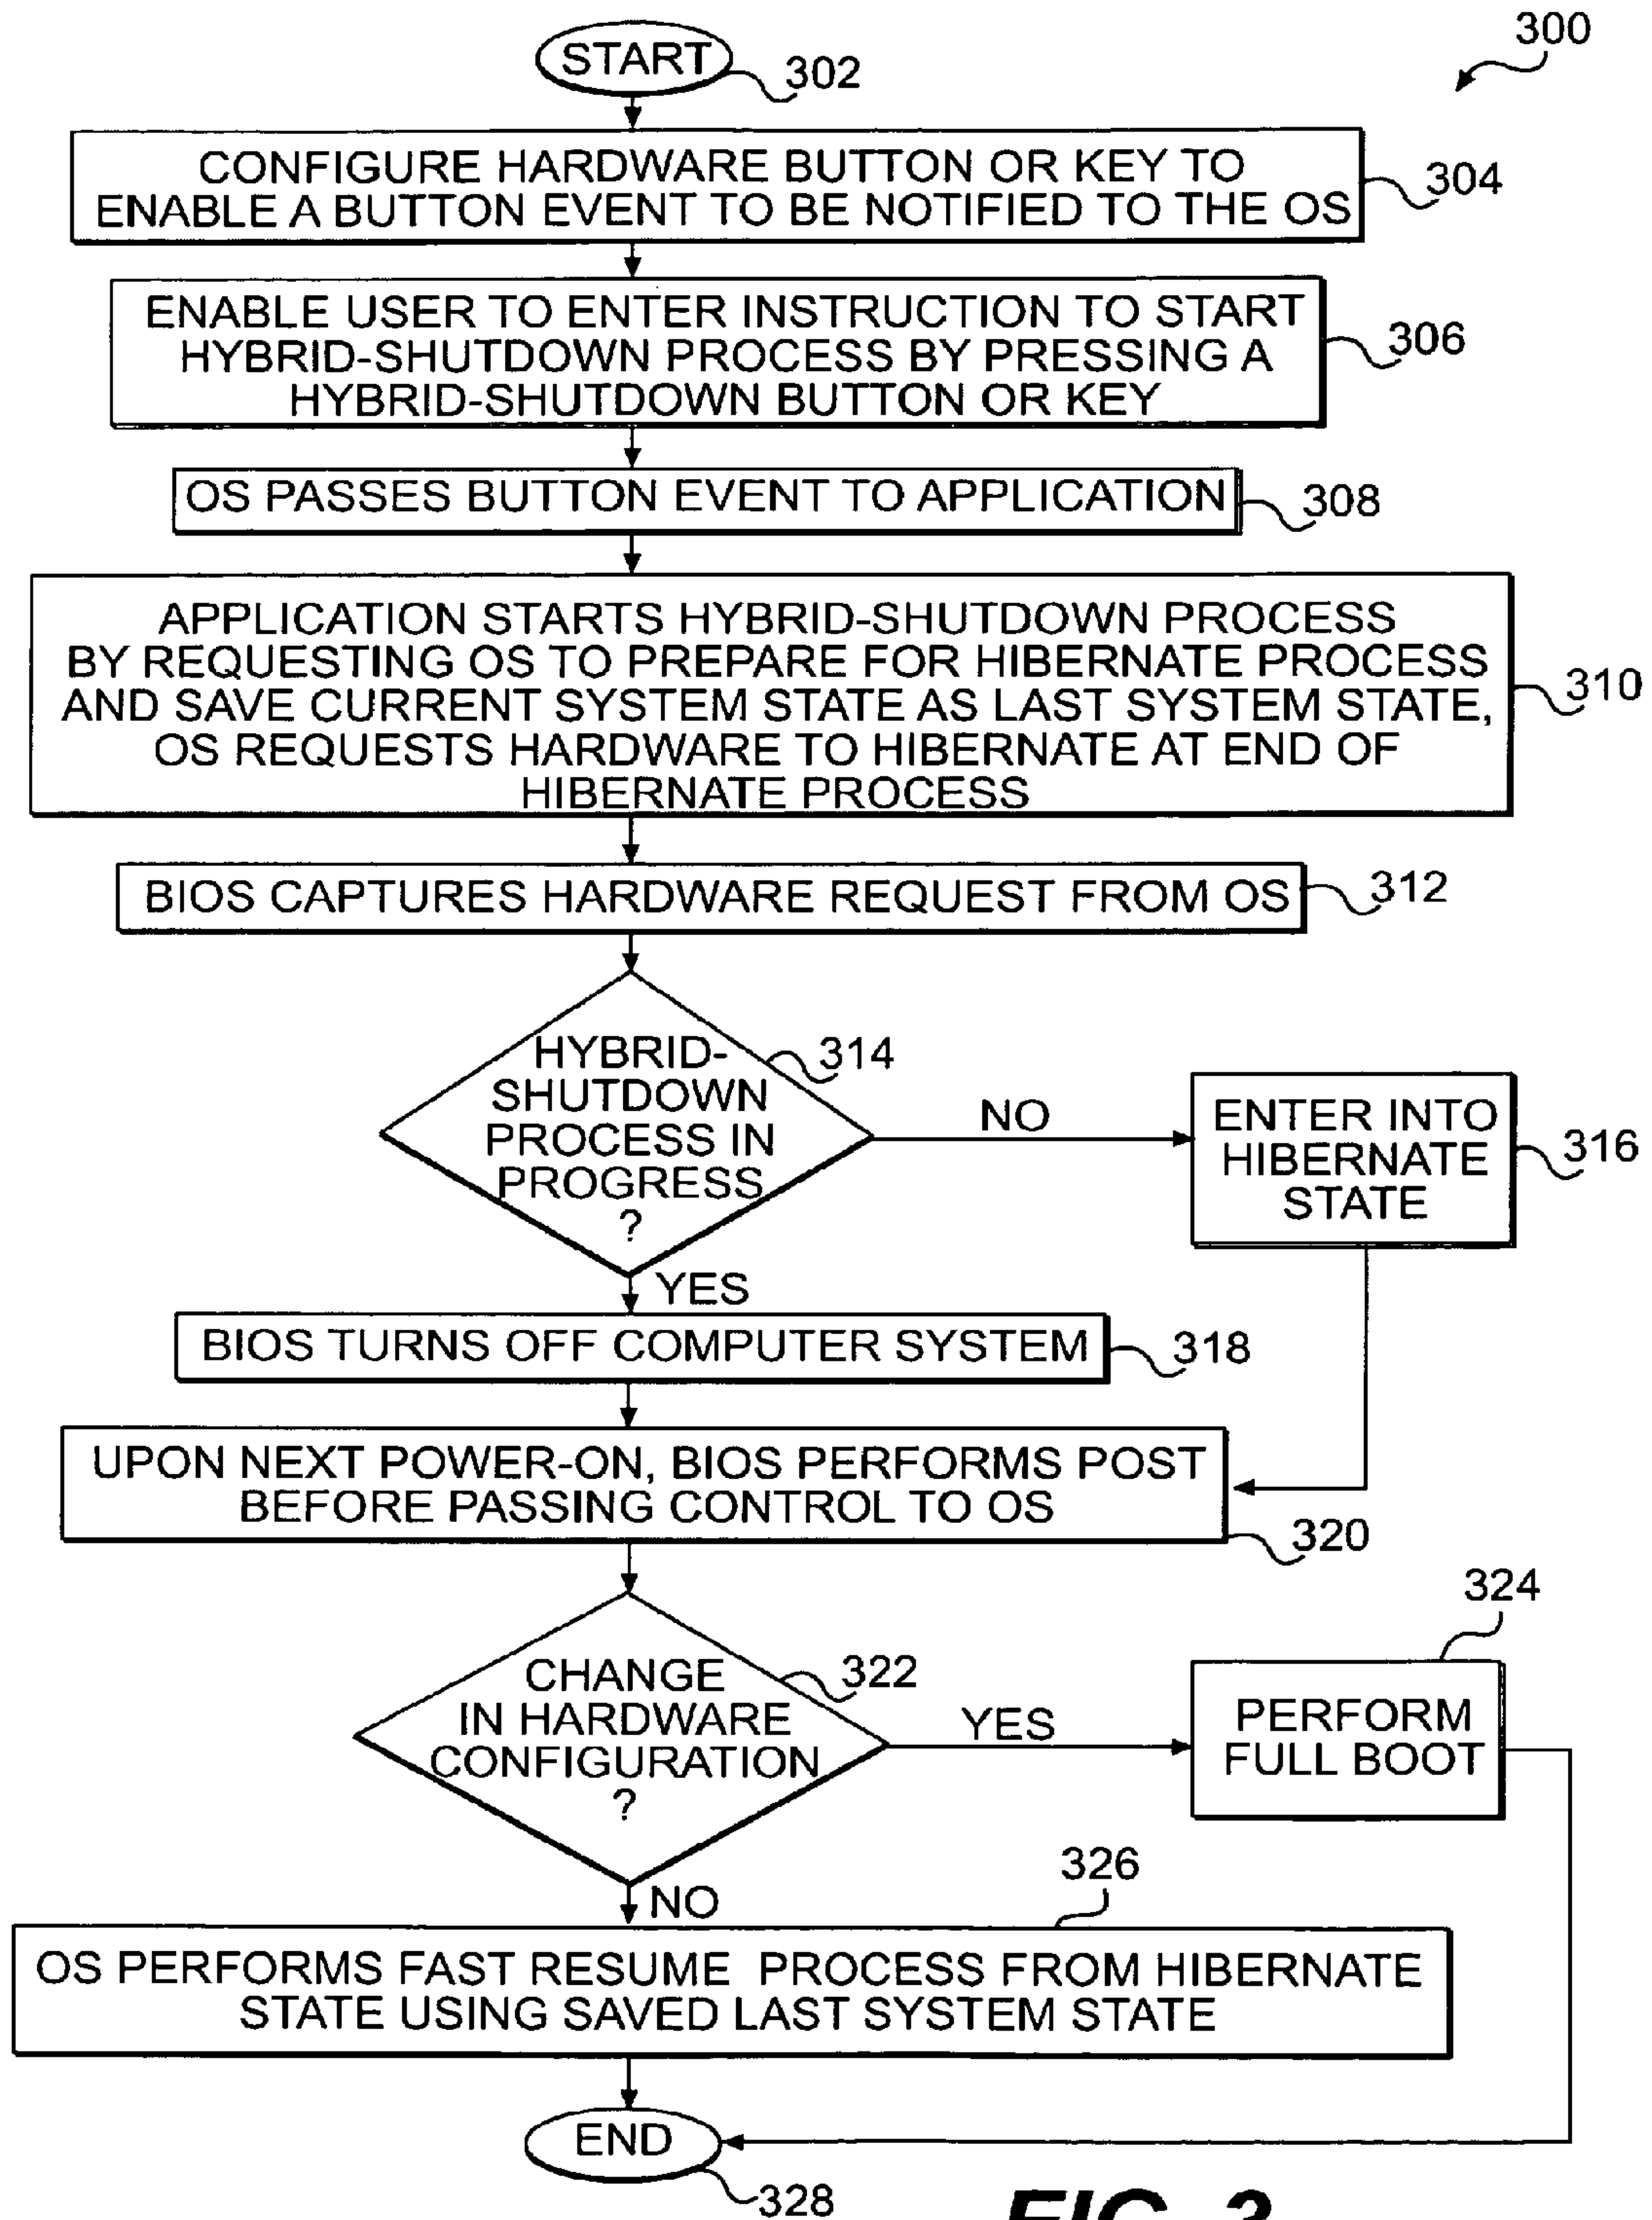 300
START
302
CONFIGURE HARDWARE BUTTON OR KEY TO
ENABLE A BUTTON EVENT TO BE NOTIFIED TO THE OS
304
ENABLE USER TO ENTER INSTRUCTION TO START
HYBRID-SHUTDOWN PROCESS BY PRESSING A
HYBRID-SHUTDOWN BUTTON OR KEY
306
OS PASSES BUTTON EVENT TO APPLICATION
308
APPLICATION STARTS HYBRID-SHUTDOWN PROCESS
BY REQUESTING OS TO PREPARE FOR HIBERNATE PROCESS
AND SAVE CURRENT SYSTEM STATE AS LAST SYSTEM STATE,
OS REQUESTS HARDWARE TO HIBERNATE AT END OF
HIBERNATE PROCESS
310
BIOS CAPTURES HARDWARE REQUEST FROM OS
312
HYBRID-
SHUTDOWN
PROCESS IN
PROGRESS
?
314
NO
ENTER INTO
HIBERNATE
STATE
316
YES
BIOS TURNS OFF COMPUTER SYSTEM
318
UPON NEXT POWER-ON, BIOS PERFORMS POST
BEFORE PASSING CONTROL TO OS
320
CHANGE
IN HARDWARE
CONFIGURATION
?
322
YES
324
PERFORM
FULL BOOT
NO
326
OS PERFORMS FAST RESUME PROCESS FROM HIBERNATE
STATE USING SAVED LAST SYSTEM STATE
END
328
FIG. 3